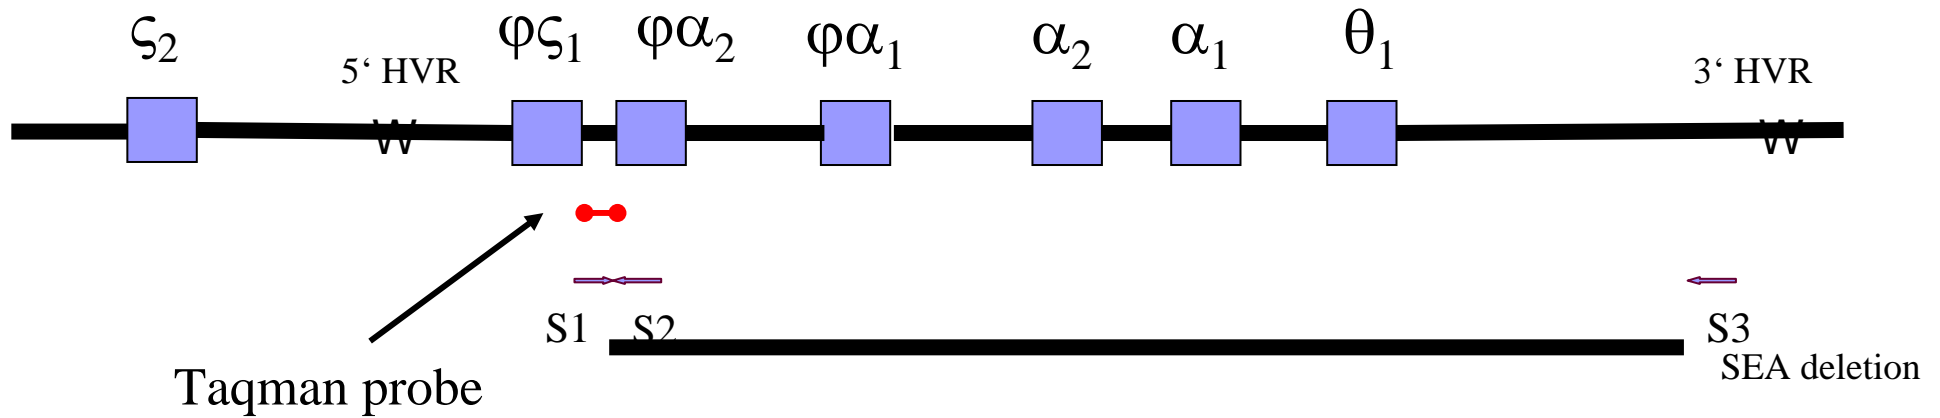 ς2
φς1
φα2
φα1
α2
α1
θ1
5‘ HVR
3‘ HVR
W
W
S1
S2
S3
SEA deletion
Taqman probe